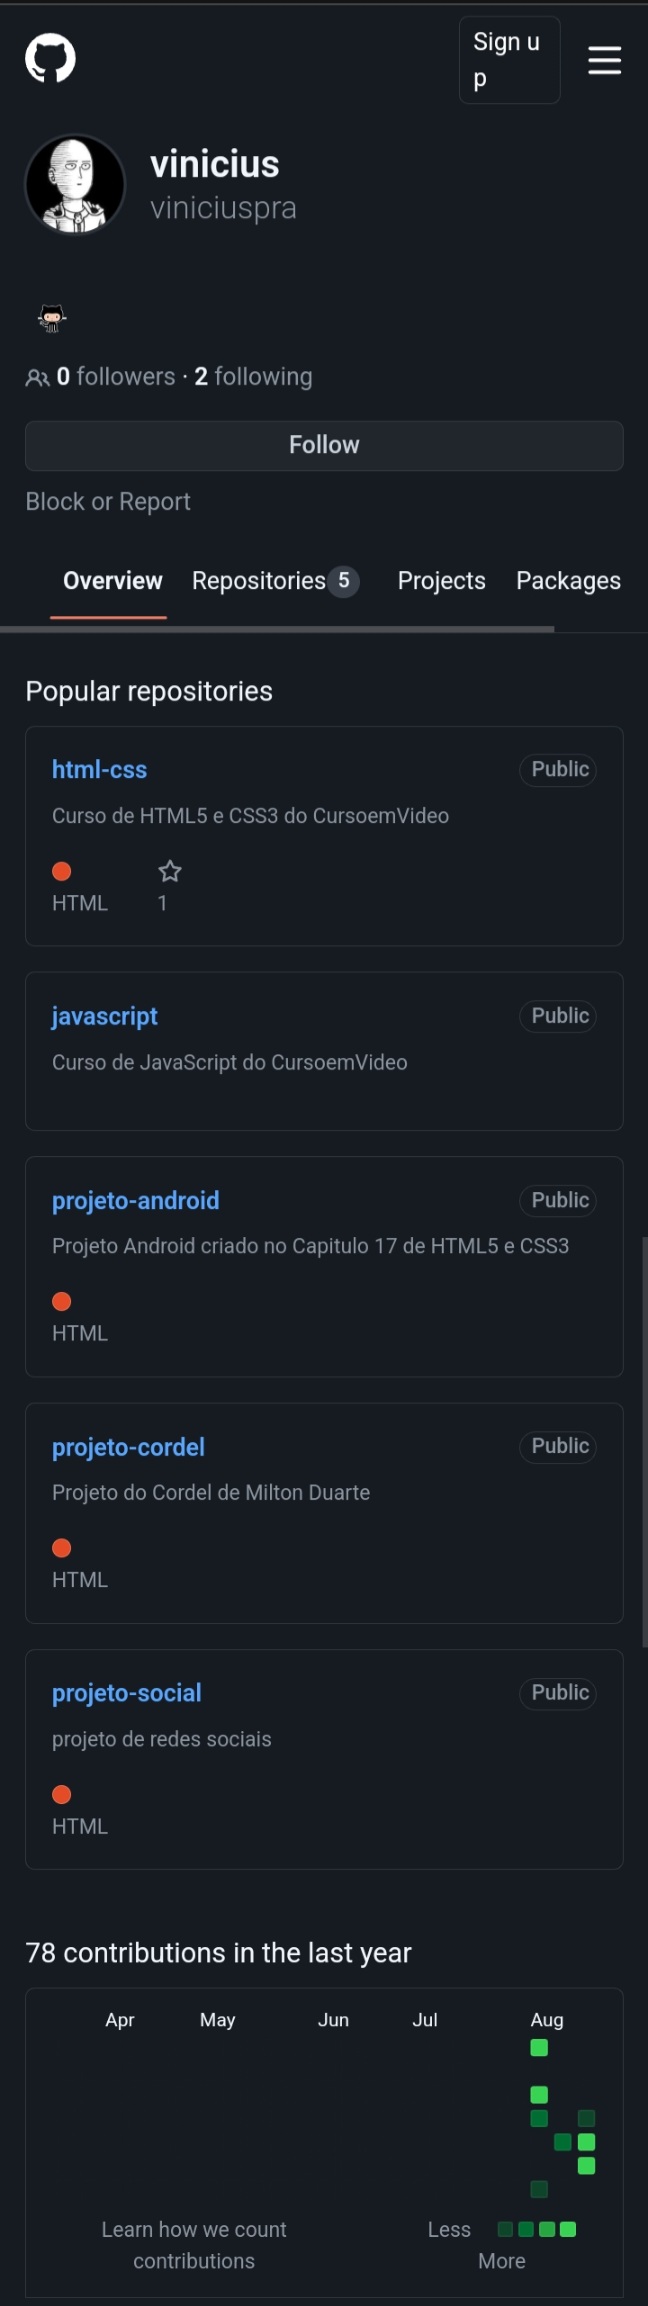 Sign u
p
vinicius
viniciuspra
0 followers · 2 following
Follow
Block or Report
Overview Repositories 5 Projects Packages
Popular repositories
html-css Public
Curso de HTML5 e CSS3 do CursoemVideo
HTML 1
javascript Public
Curso de JavaScript do CursoemVideo
projeto-android Public
Projeto Android criado no Capitulo 17 de HTML5 e CSS3
HTML
projeto-cordel Public
Projeto do Cordel de Milton Duarte
HTML
projeto-social Public
projeto de redes sociais
HTML
78 contributions in the last year
Apr May Jun Jul Aug
Learn how we count
contributions
Less
More